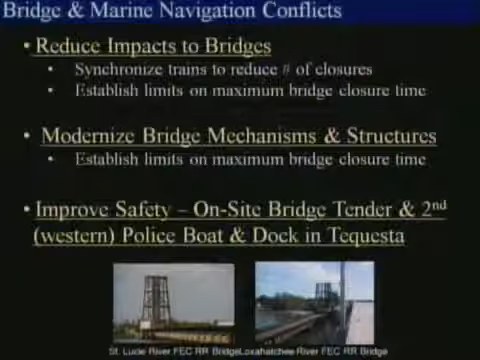 Bridge & Marine Navigation Conflicts
• Reduce Impacts to Bridges
• Synchronize trains to reduce # of closures
• Establish limits on maximum bridge closure time
• Modernize Bridge Mechanisms & Structures
• Establish limits on maximum bridge closure time
• Improve Safety – On-Site Bridge Tender & 2nd
(western) Police Boat & Dock in Tequesta
St. Lucie River FEC RR Bridge Loxahatchee River FEC RR Bridge